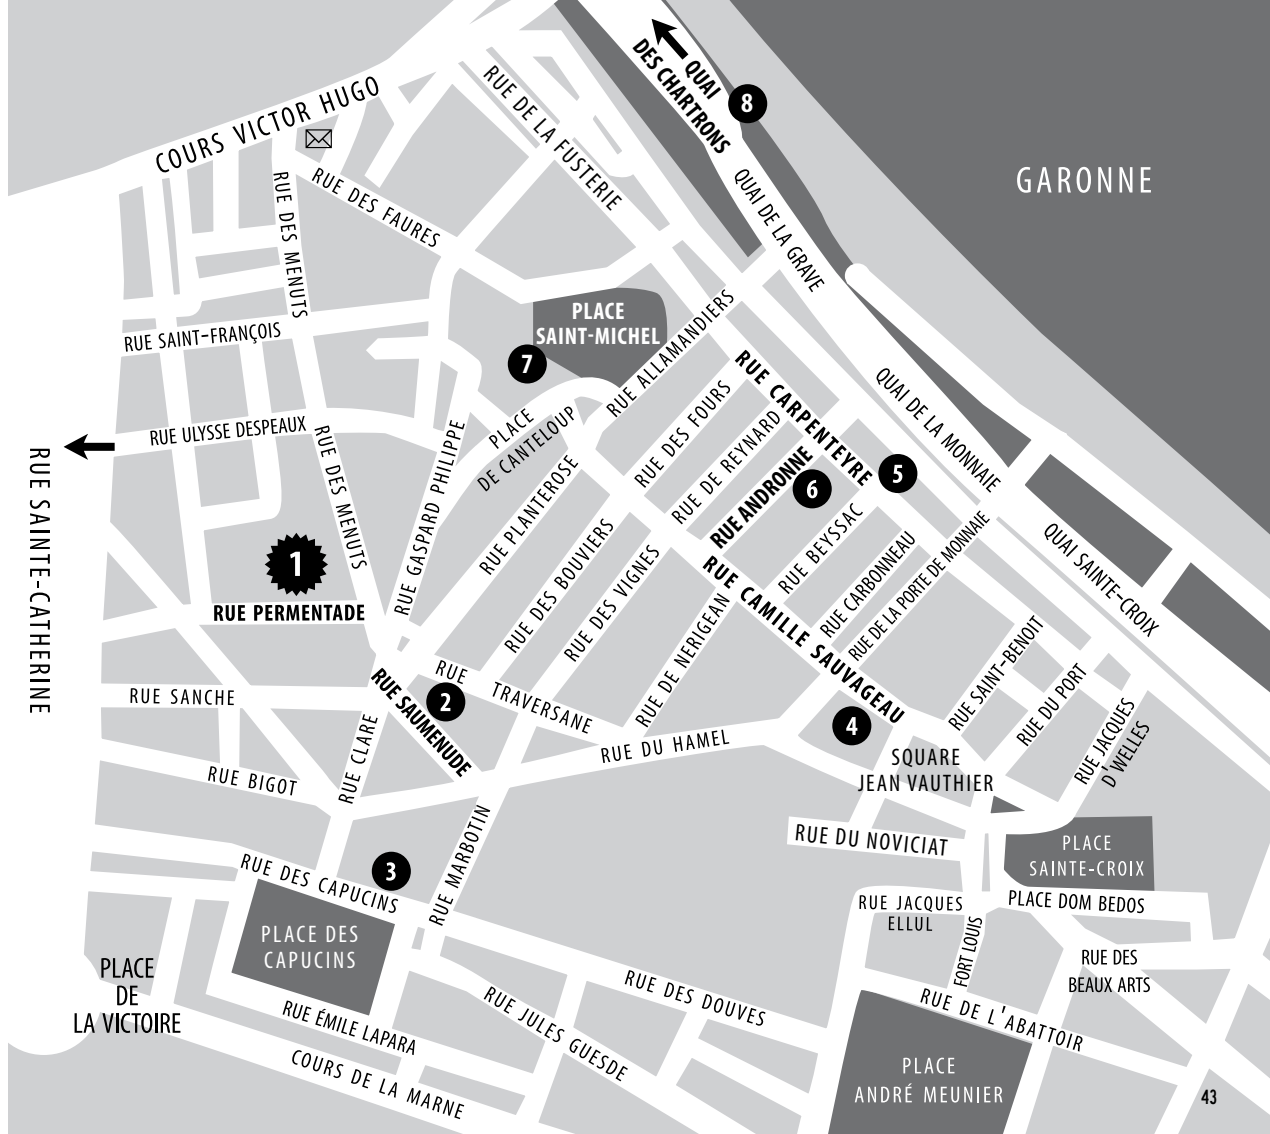 COURS VICTOR HUGO
QUAI
DES CHARTRONS
8
GARONNE
RUE DE LA FUSTERIE
RUE DES FAURES
RUE DES MENUTS
QUAI DE LA GRAVE
RUE SAINT-FRANÇOIS
PLACE
SAINT-MICHEL
7
RUE ALLAMANDIERS
RUE CARPENTEYRE
QUAI DE LA MONNAIE
RUE ULYSSE DESPEAUX
RUE DES MENUTS
RUE GASPARD PHILIPPE
PLACE
DE CANTELOUP
RUE DES FOURS
RUE DE REYNARD
RUE ANDRONNE
6
5
RUE SAINTE-CATHERINE
RUE PLANTEROSE
RUE DES BOUVIERS
RUE DES VIGNES
RUE BEYSSAC
RUE CARBONNEAU
RUE DE LA PORTE DE MONNAIE
QUAI SAINTE-CROIX
1
RUE PERMENTADE
RUE CAMILLE SAUVAGEAU
RUE DE NERIGEAN
RUE SANCHE
RUE SAUMENUDE
2
RUE TRAVERSANE
RUE SAINT-BENOIT
RUE DU PORT
RUE JACQUES
D'WELLES
4
RUE CLARE
RUE DU HAMEL
SQUARE
JEAN VAUTHIER
RUE BIGOT
RUE MARBOTIN
RUE DU NOVICIAT
PLACE
SAINTE-CROIX
3
RUE DES CAPUCINS
RUE JACQUES
ELLUL
PLACE DOM BEDOS
PLACE DES
CAPUCINS
FORT LOUIS
RUE DES
BEAUX ARTS
PLACE
DE
LA VICTOIRE
RUE DES DOUVES
RUE JULES GUESDE
RUE ÉMILE LAPARA
RUE DE L'ABATTOIR
COURS DE LA MARNE
PLACE
ANDRÉ MEUNIER
43